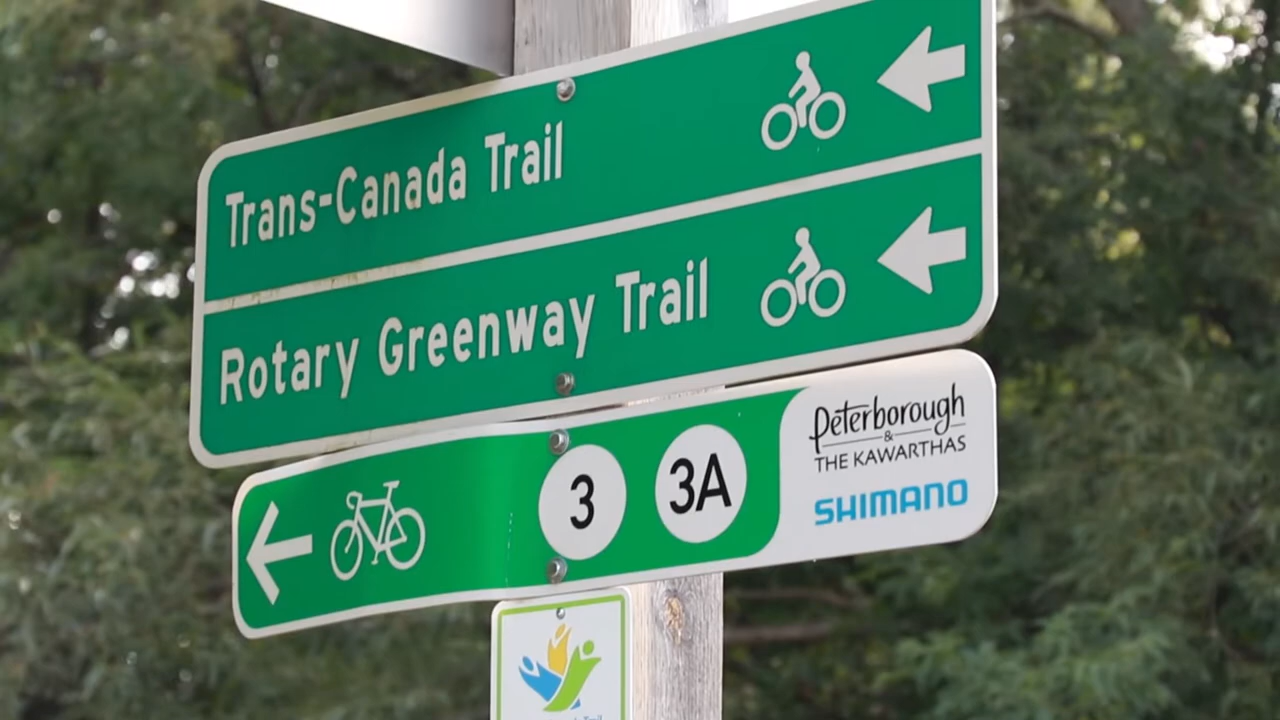 Trans-Canada Trail
Rotary Greenway Trail
3 3A
Peterborough
&
THE KAWARTHAS
SHIMANO